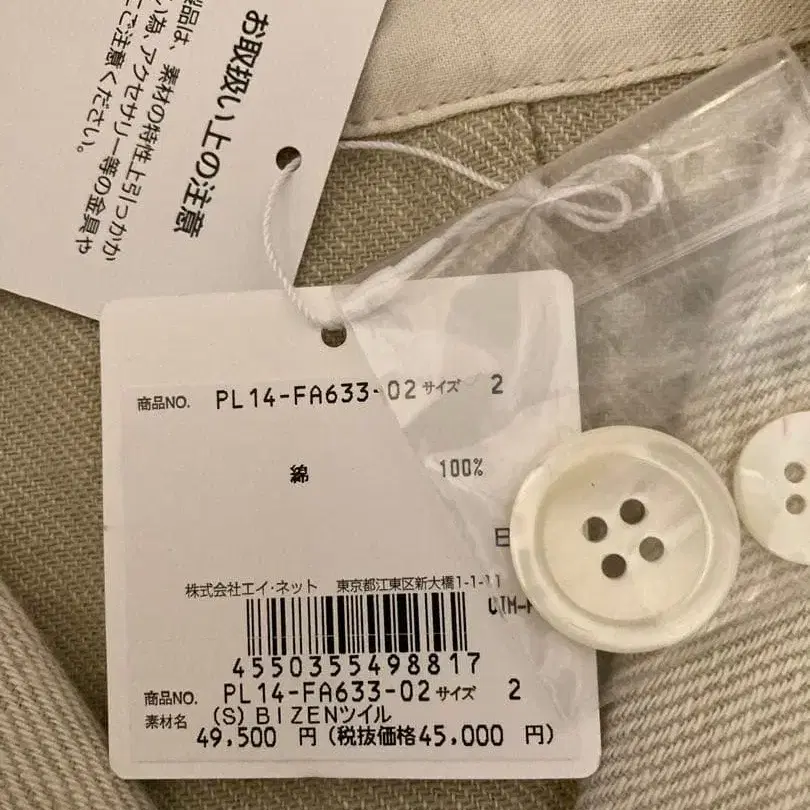 お取扱い上の注意
製品は、素材の特性上引っかか
い為、アクセサリー等の金具や
ご注意ください。
商品NO. PL14-FA633-02 サイズ 2
綿 100%
株式会社エイ・ネット 東京都江東区新大橋1-1-11
4550355498817
商品NO. PL14-FA633-02 サイズ 2
素材名 (S) BIZENツイル
49,500 円 (税抜価格45,000 円)